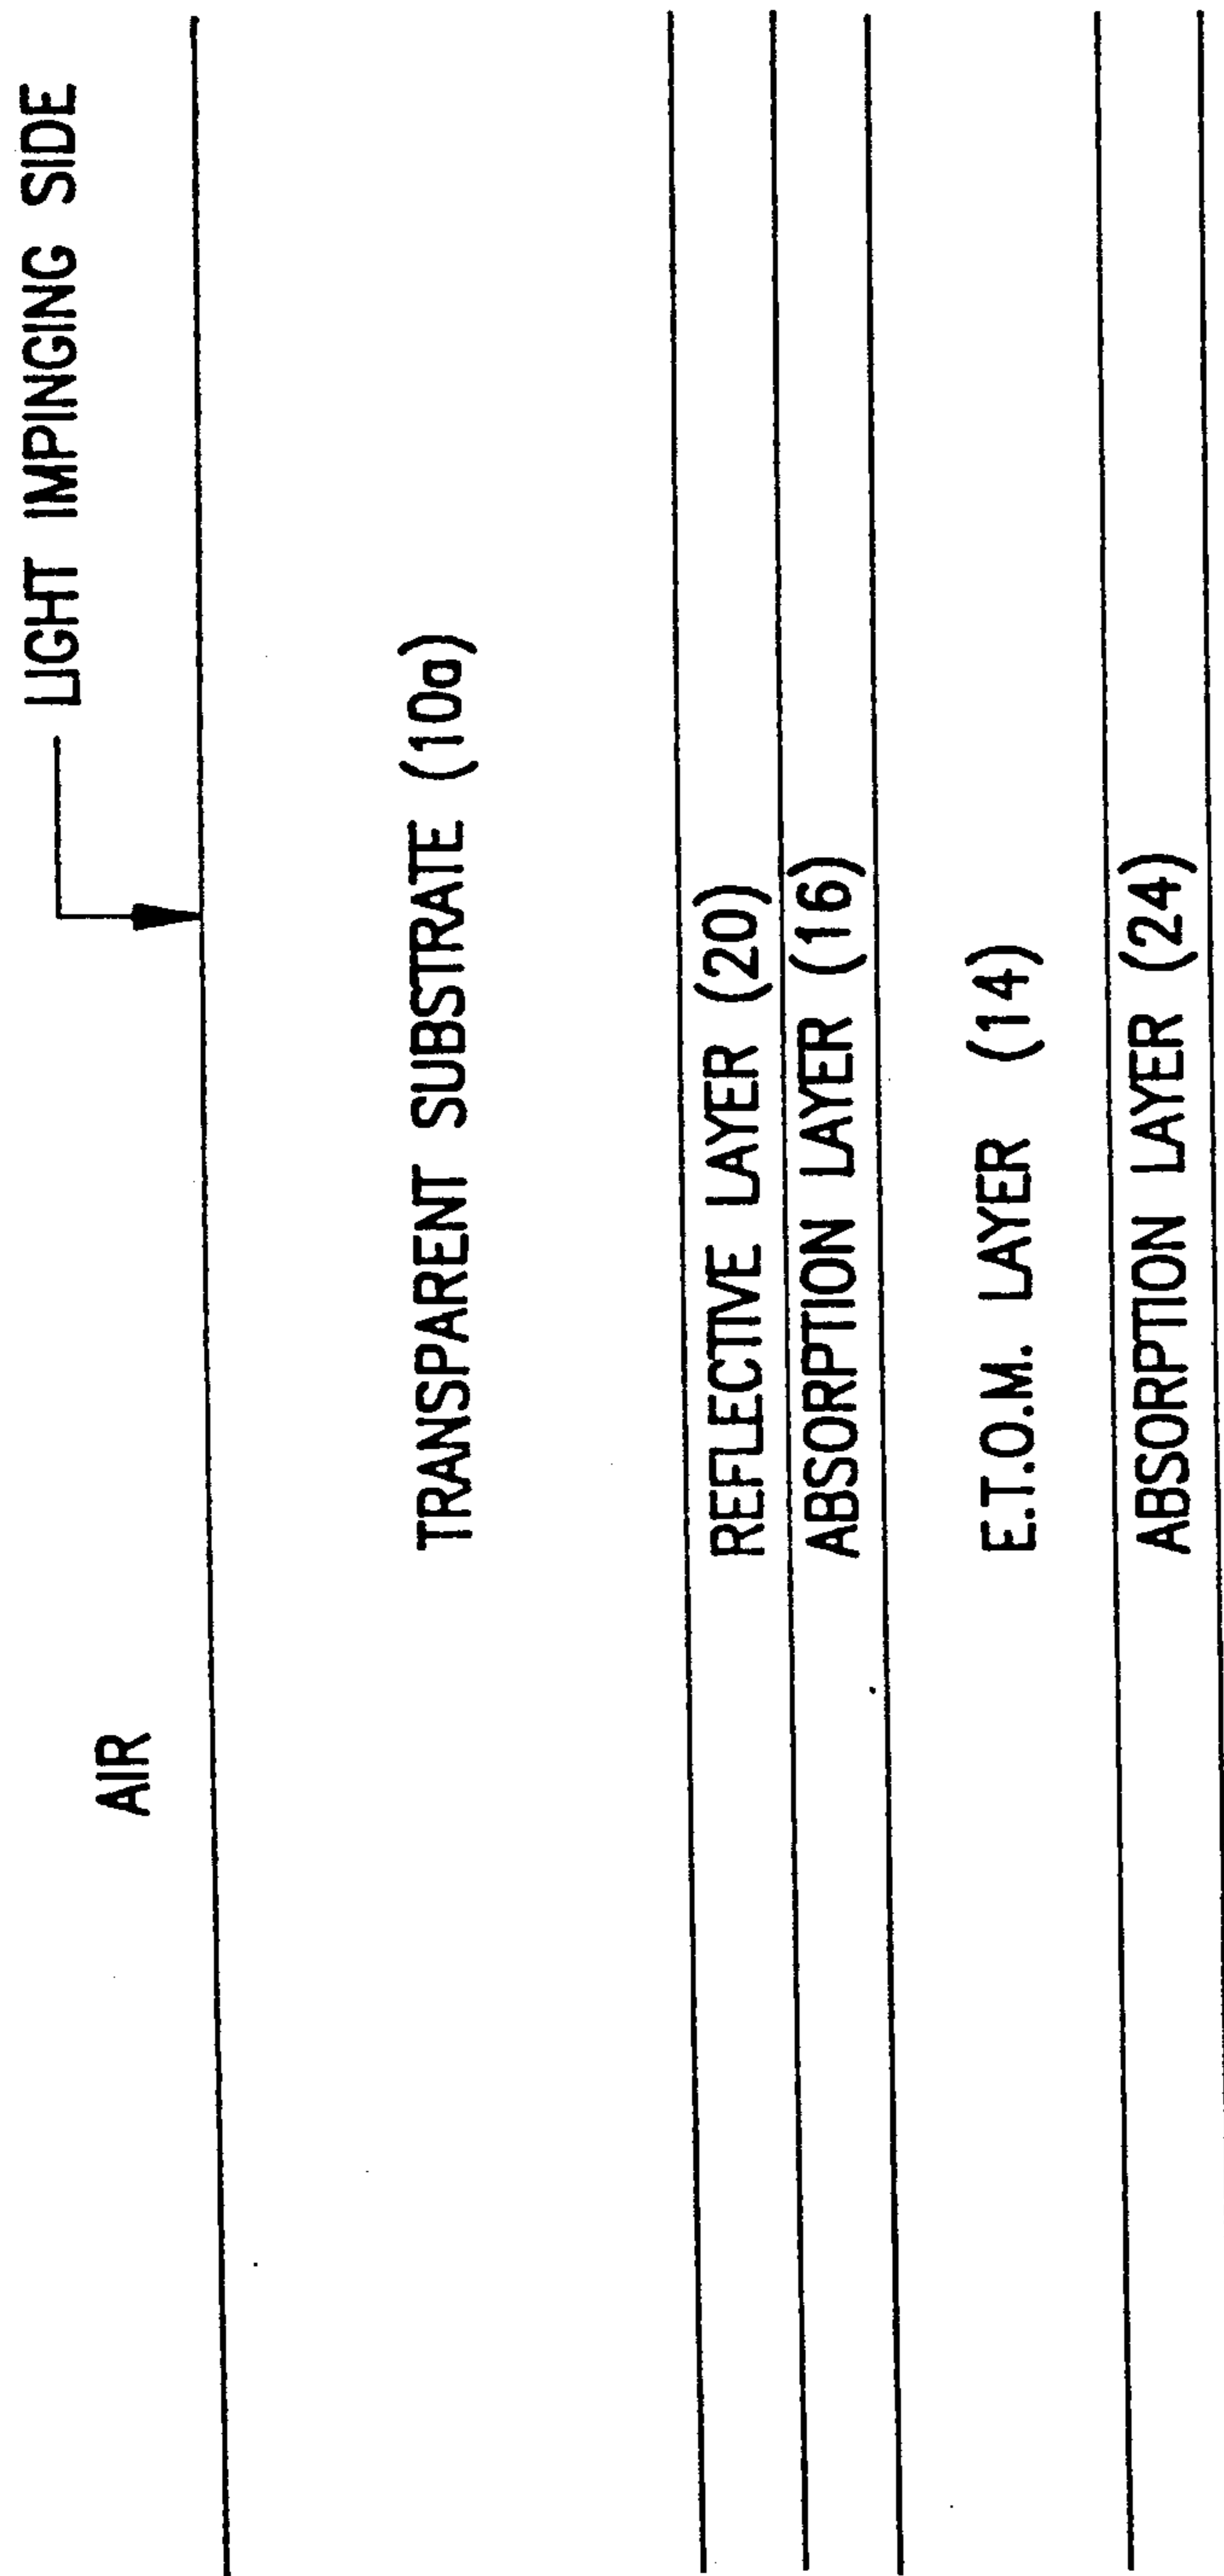 LIGHT IMPINGING SIDE
AIR
TRANSPARENT SUBSTRATE (10a)
REFLECTIVE LAYER (20)
ABSORPTION LAYER (16)
E.T.O.M. LAYER (14)
ABSORPTION LAYER (24)